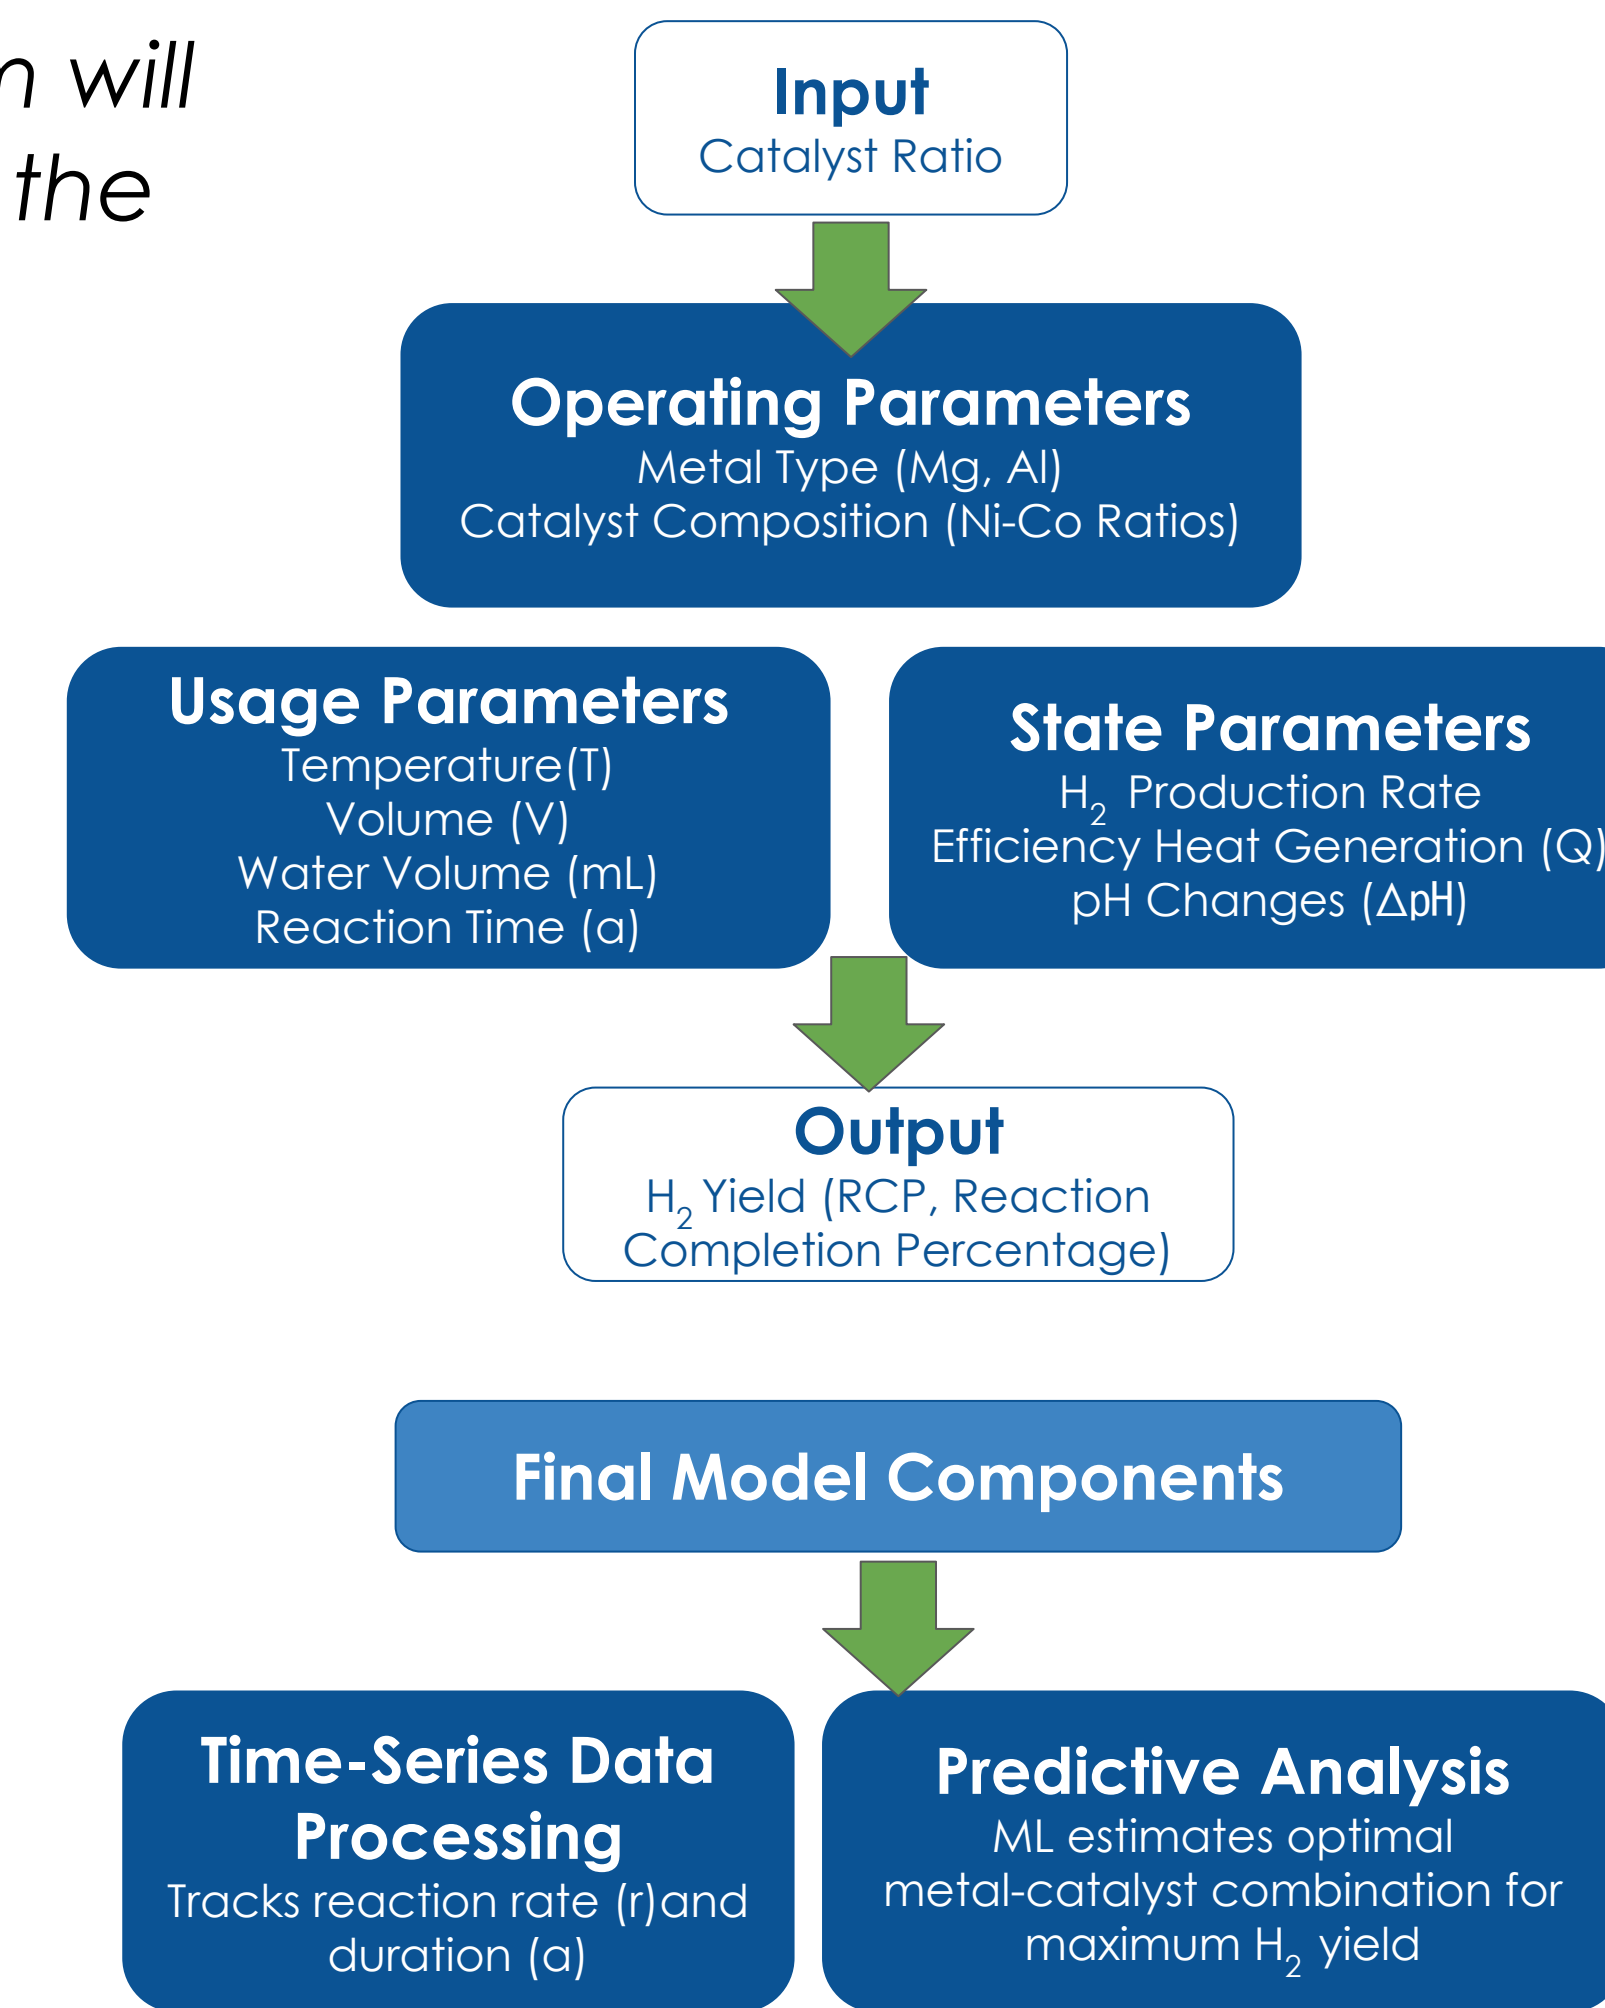 will
the
Input
Catalyst Ratio
Operating Parameters
Metal Type (Mg, Al)
Catalyst Composition (Ni-Co Ratios)
Usage Parameters
Temperature(T)
Volume (V)
Water Volume (mL)
Reaction Time (a)
State Parameters
H₂ Production Rate
Efficiency Heat Generation (Q)
pH Changes (ΔpH)
Output
H₂ Yield (RCP, Reaction
Completion Percentage)
Final Model Components
Time-Series Data
Processing
Tracks reaction rate (r)and
duration (a)
Predictive Analysis
ML estimates optimal
metal-catalyst combination for
maximum H₂ yield